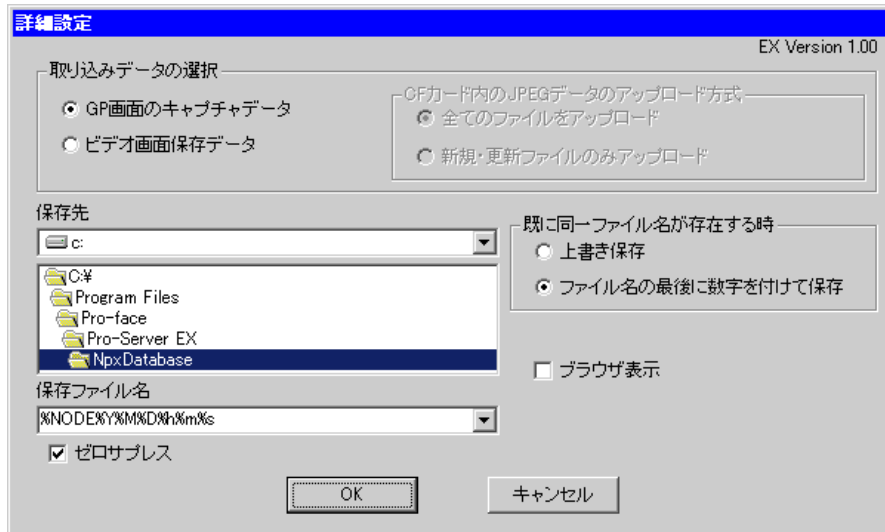 詳細設定
EX Version 1.00
取り込みデータの選択
GP画面のキャプチャデータ
ビデオ画面保存データ
CFカード内のJPEGデータのアップロード方式
全てのファイルをアップロード
新規・更新ファイルのみアップロード
保存先
c:
C:¥
Program Files
Pro-face
Pro-Server EX
NpxDatabase
既に同一ファイル名が存在する時
上書き保存
ファイル名の最後に数字を付けて保存
ブラウザ表示
保存ファイル名
%NODE%Y%M%D%h%m%s
ゼロサプレス
OK
キャンセル